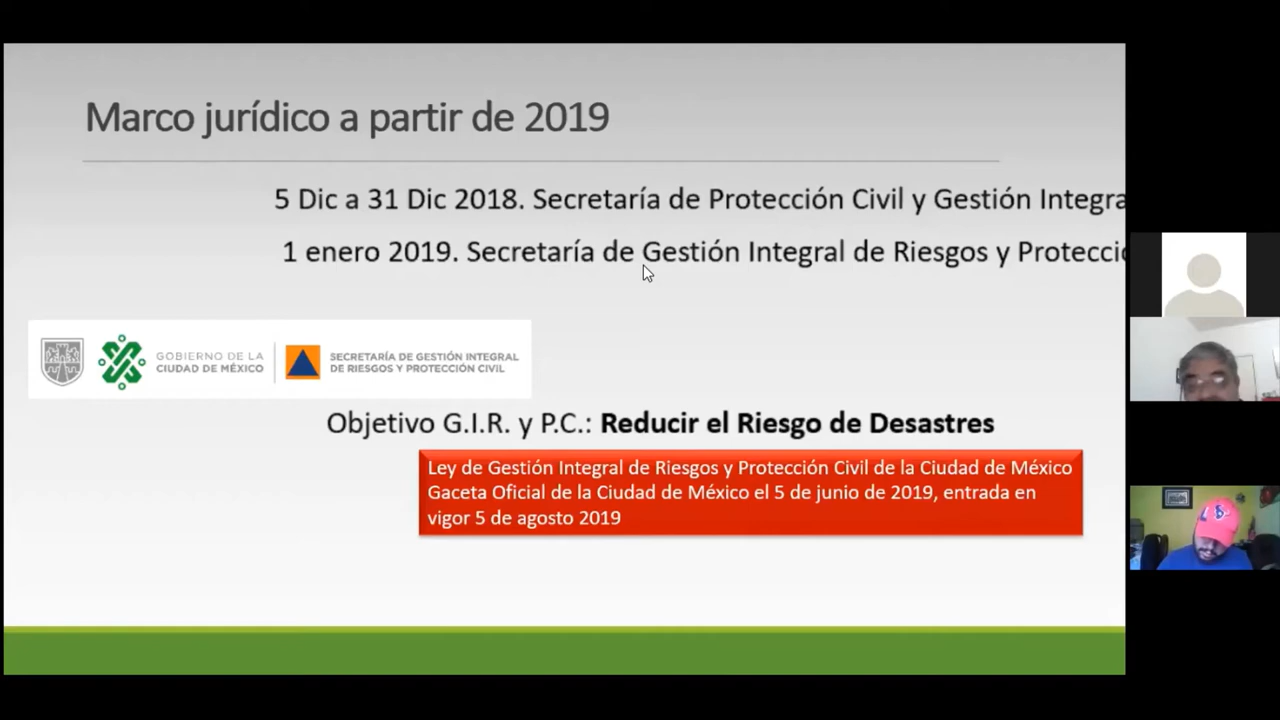 Marco jurídico a partir de 2019
5 Dic a 31 Dic 2018. Secretaría de Protección Civil y Gestión Integra
1 enero 2019. Secretaría de Gestión Integral de Riesgos y Protecci
GOBIERNO DE LA
CIUDAD DE MÉXICO
SECRETARÍA DE GESTIÓN INTEGRAL
DE RIESGOS Y PROTECCIÓN CIVIL
Objetivo G.I.R. y P.C.: Reducir el Riesgo de Desastres
Ley de Gestión Integral de Riesgos y Protección Civil de la Ciudad de México
Gaceta Oficial de la Ciudad de México el 5 de junio de 2019, entrada en
vigor 5 de agosto 2019